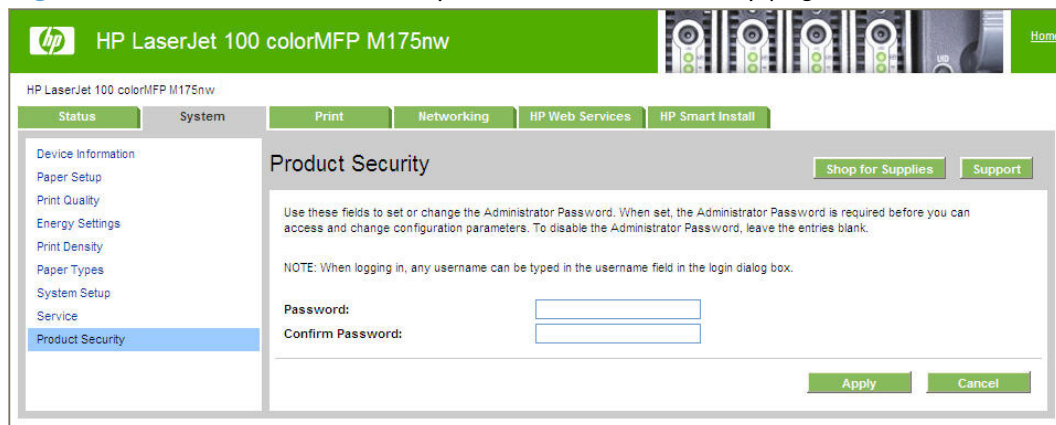 hp HP LaserJet 100 colorMFP M175nw
UID
Home
HP LaserJet 100 colorMFP M175nw
Status System Print Networking HP Web Services HP Smart Install
Device Information
Paper Setup
Print Quality
Energy Settings
Print Density
Paper Types
System Setup
Service
Product Security
Product Security
Shop for Supplies Support
Use these fields to set or change the Administrator Password. When set, the Administrator Password is required before you can
access and change configuration parameters. To disable the Administrator Password, leave the entries blank.
NOTE: When logging in, any username can be typed in the username field in the login dialog box.
Password:
Confirm Password:
Apply Cancel